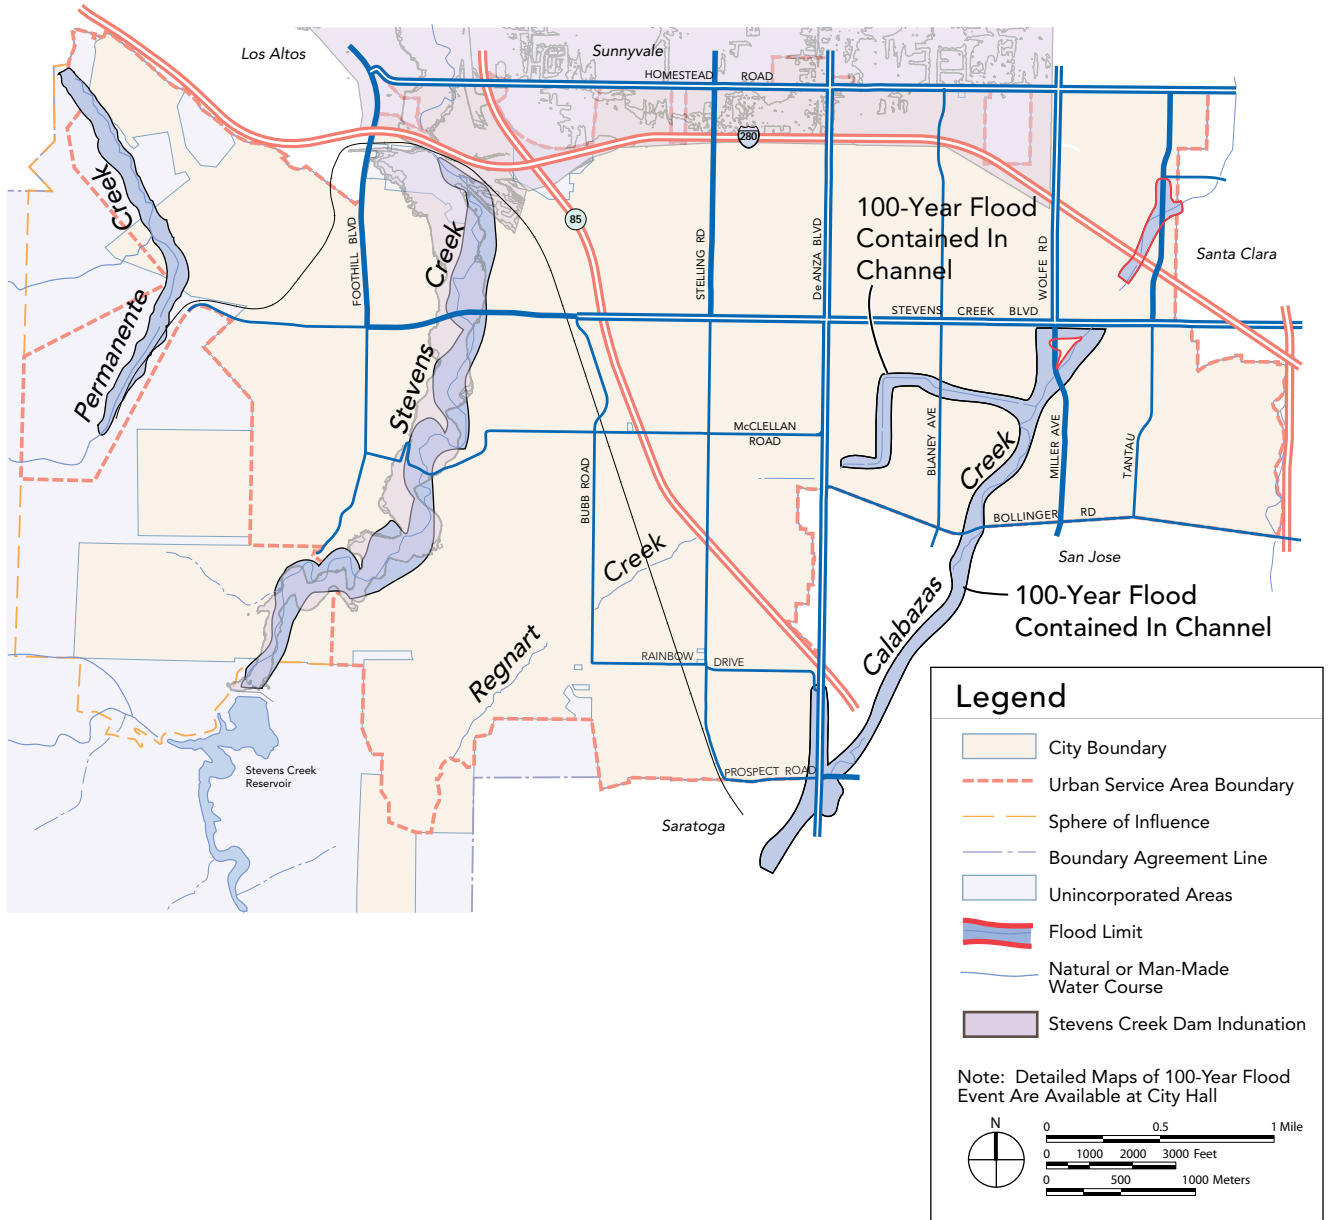 Los Altos
Sunnyvale
HOMESTEAD ROAD
280
85
Creek
Permanente
FOOTHILL BLVD
Creek
Stevens
STELLING RD
De ANZA BLVD
100-Year Flood
Contained In
Channel
WOLFE RD
Santa Clara
STEVENS CREEK BLVD
McCLELLAN
ROAD
BLANEY AVE
Creek
MILLER AVE
TANTAU
BUBB ROAD
BOLLINGER RD
San Jose
Creek
Regnart
Calabazas
100-Year Flood
Contained In Channel
RAINBOW DRIVE
PROSPECT ROAD
Stevens Creek
Reservoir
Saratoga
Legend
City Boundary
Urban Service Area Boundary
Sphere of Influence
Boundary Agreement Line
Unincorporated Areas
Flood Limit
Natural or Man-Made
Water Course
Stevens Creek Dam Indunation
Note: Detailed Maps of 100-Year Flood
Event Are Available at City Hall
N
0 0.5 1 Mile
0 1000 2000 3000 Feet
0 500 1000 Meters